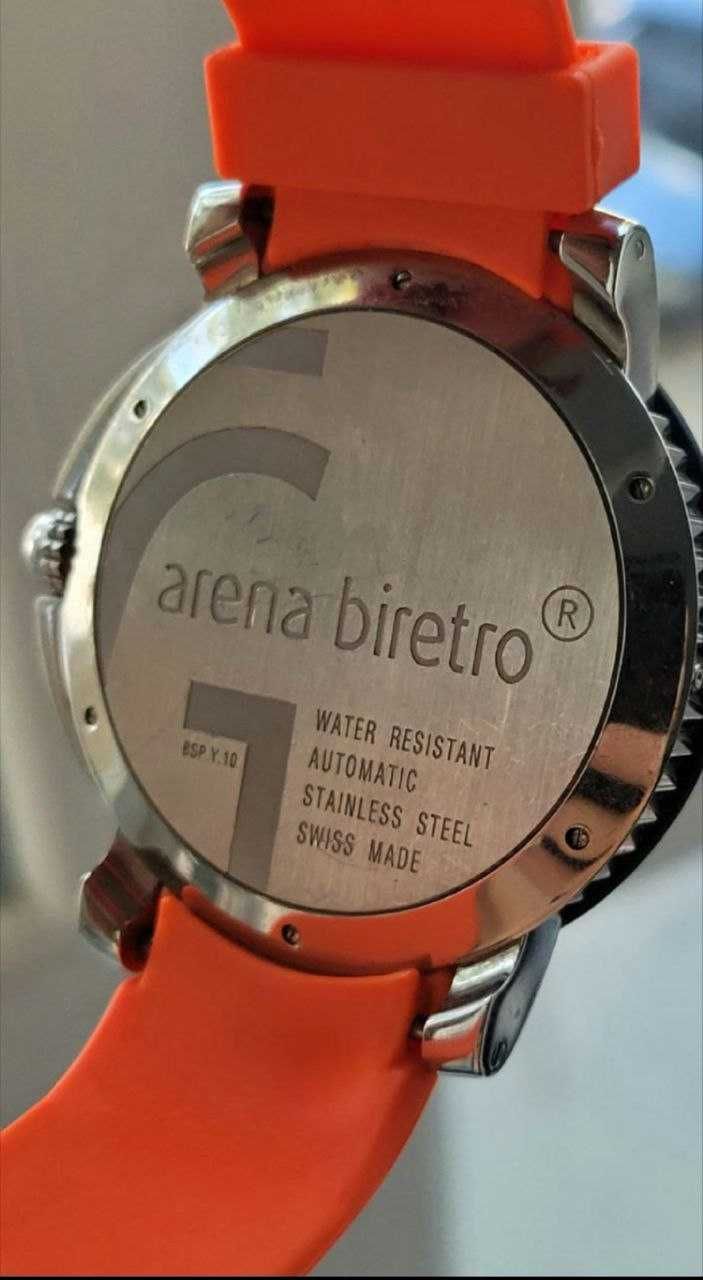 arena biretro ®
WATER RESISTANT
BSP Y.10
AUTOMATIC
STAINLESS STEEL
SWISS MADE